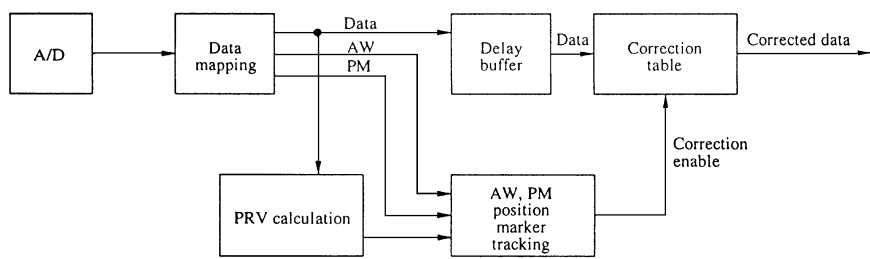 A/D
Data
mapping
Data
AW
PM
Delay
buffer
Data
Correction
table
Corrected data
Correction
enable
PRV calculation
AW, PM
position
marker
tracking